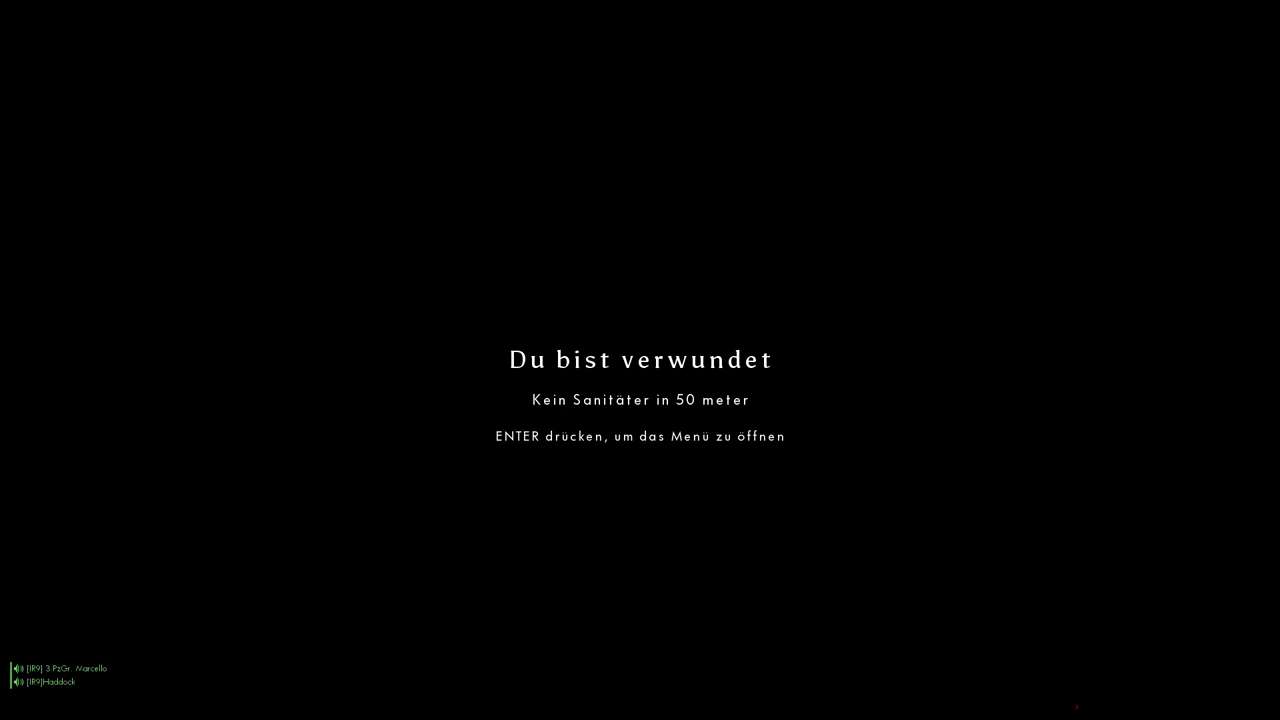 Du bist verwundet
Kein Sanitäter in 50 meter
ENTER drücken, um das Menü zu öffnen
[IR9] 3.PzGr. Marcello
[IR9]Haddock